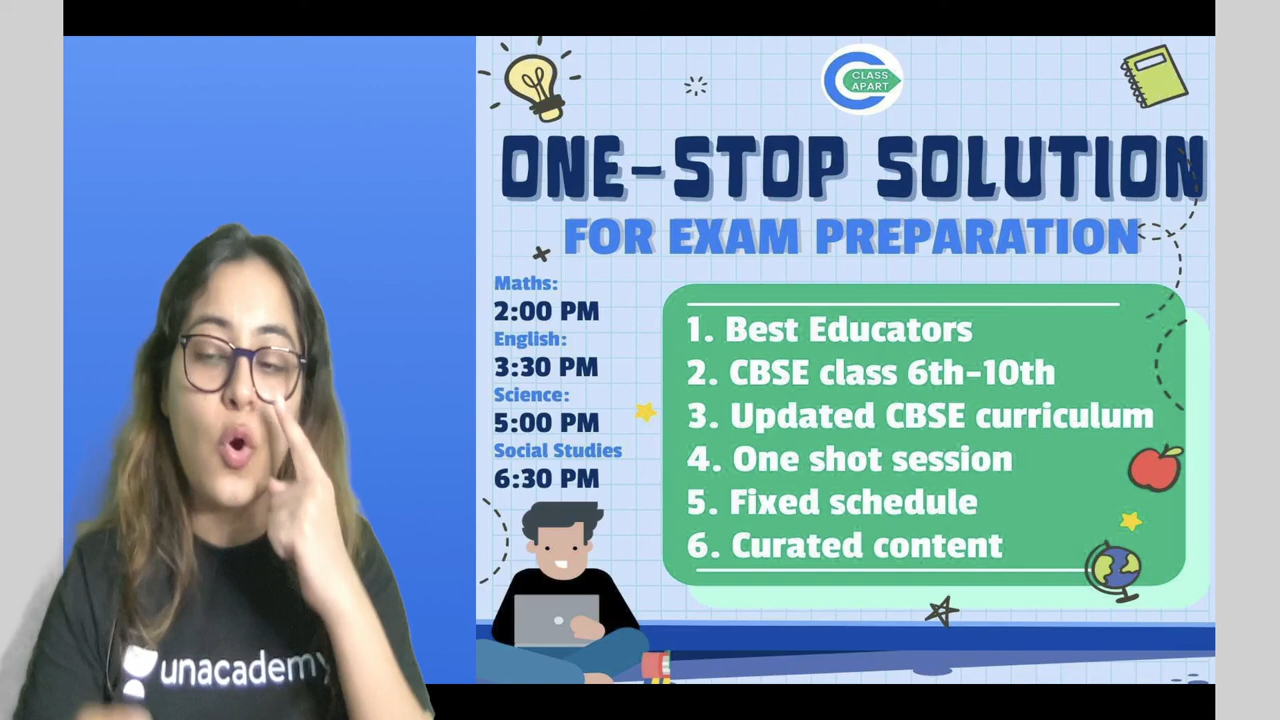 CLASS
APART
ONE-STOP SOLUTION
FOR EXAM PREPARATION
Maths:
2:00 PM
English:
3:30 PM
Science:
5:00 PM
Social Studies
6:30 PM
1. Best Educators
2. CBSE class 6th-10th
3. Updated CBSE curriculum
4. One shot session
5. Fixed schedule
6. Curated content
unacademy